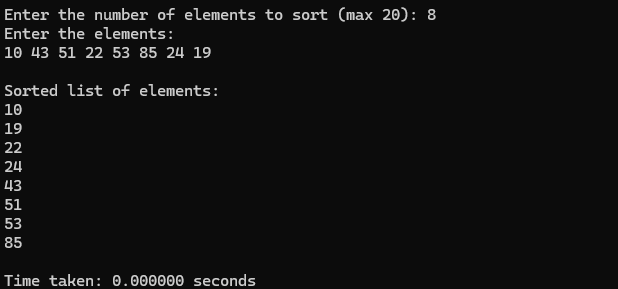 Enter the number of elements to sort (max 20): 8
Enter the elements:
10 43 51 22 53 85 24 19
Sorted list of elements:
10
19
22
24
43
51
53
85
Time taken: 0.000000 seconds